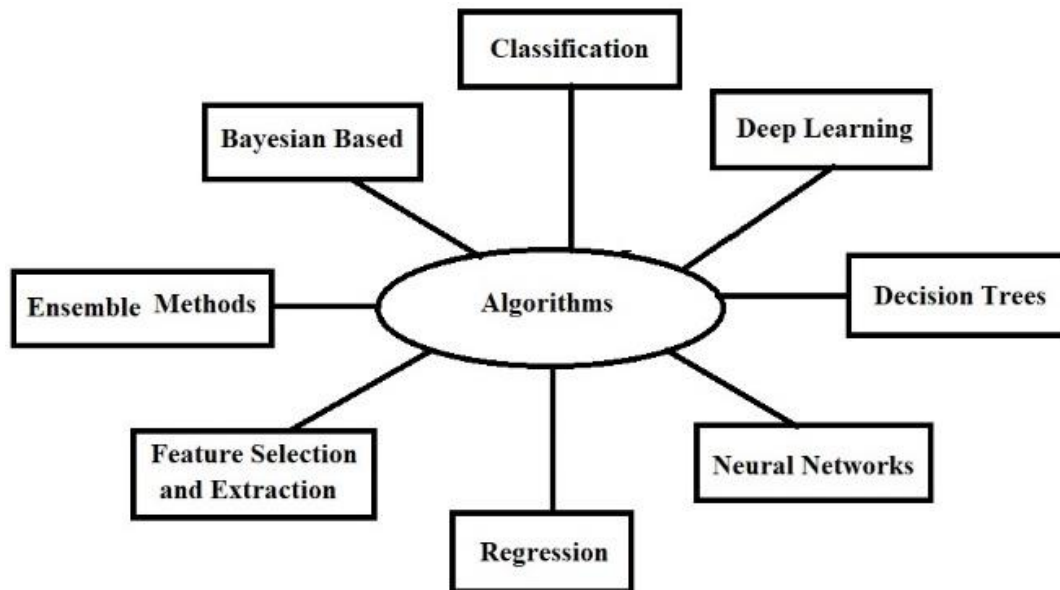 Classification
Deep Learning
Bayesian Based
Decision Trees
Ensemble Methods
Algorithms
Feature Selection
and Extraction
Neural Networks
Regression